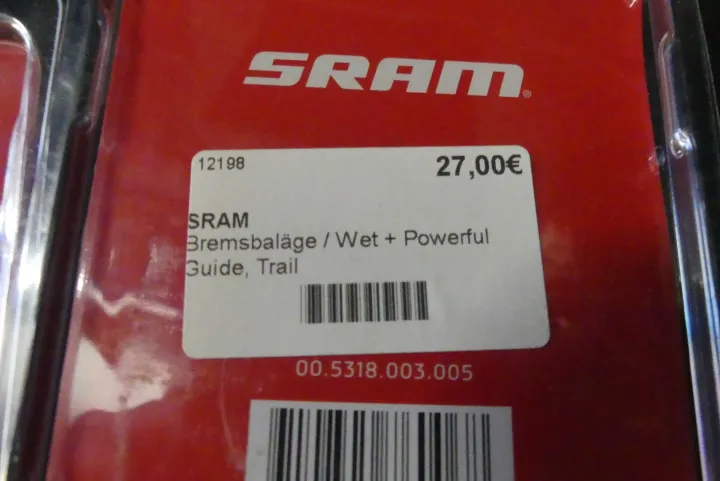 SRAM®
12198
27,00€
SRAM
Bremsbaläge / Wet + Powerful
Guide, Trail
00.5318.003.005